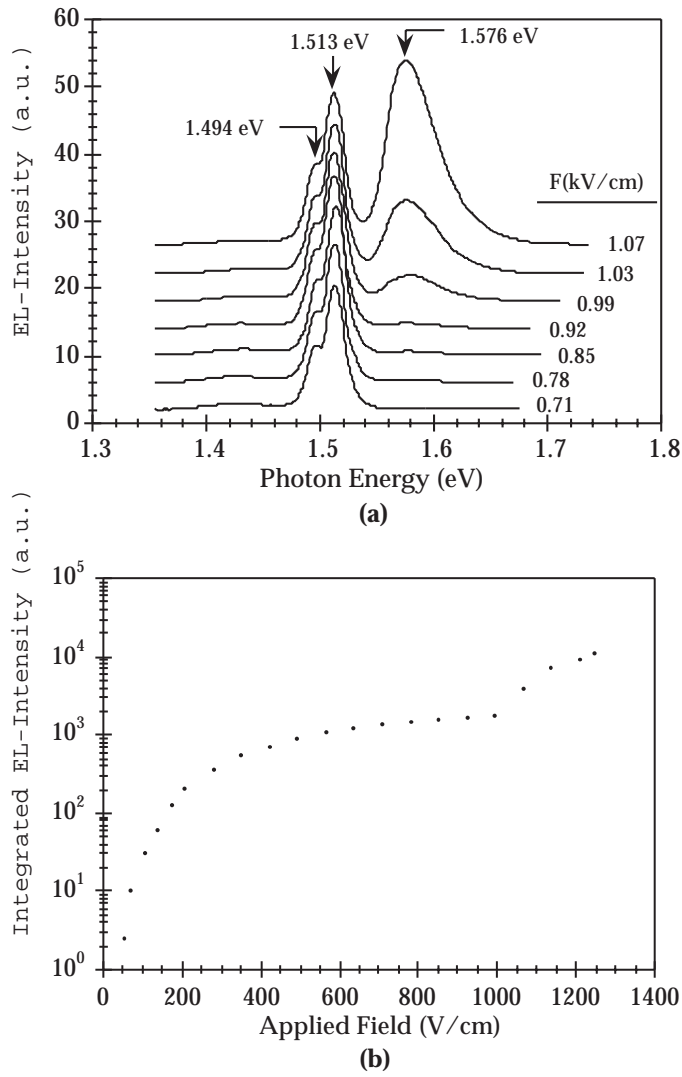 60
50
40
30
20
10
0
EL-Intensity (a.u.)
1.513 eV
1.576 eV
1.494 eV
F(kV/cm)
1.07
1.03
0.99
0.92
0.85
0.78
0.71
1.3 1.4 1.5 1.6 1.7 1.8
Photon Energy (eV)
(a)
Integrated EL-Intensity (a.u.)
10^5
10^4
10^3
10^2
10^1
10^0
0 200 400 600 800 1000 1200 1400
Applied Field (V/cm)
(b)